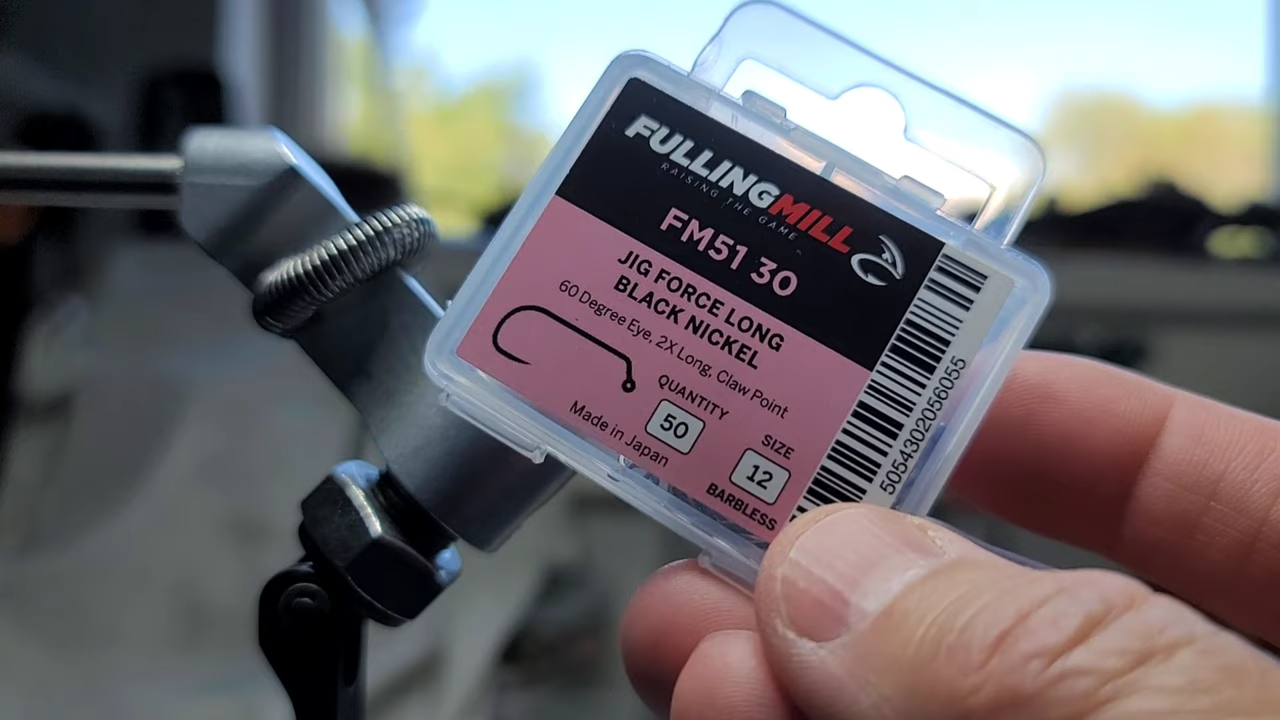 FULLINGMILL
RAISING THE GAME
FM51 30
JIG FORCE LONG
BLACK NICKEL
60 Degree Eye, 2X Long, Claw Point
QUANTITY
50
SIZE
12
Made in Japan
BARBLESS
5054302056055